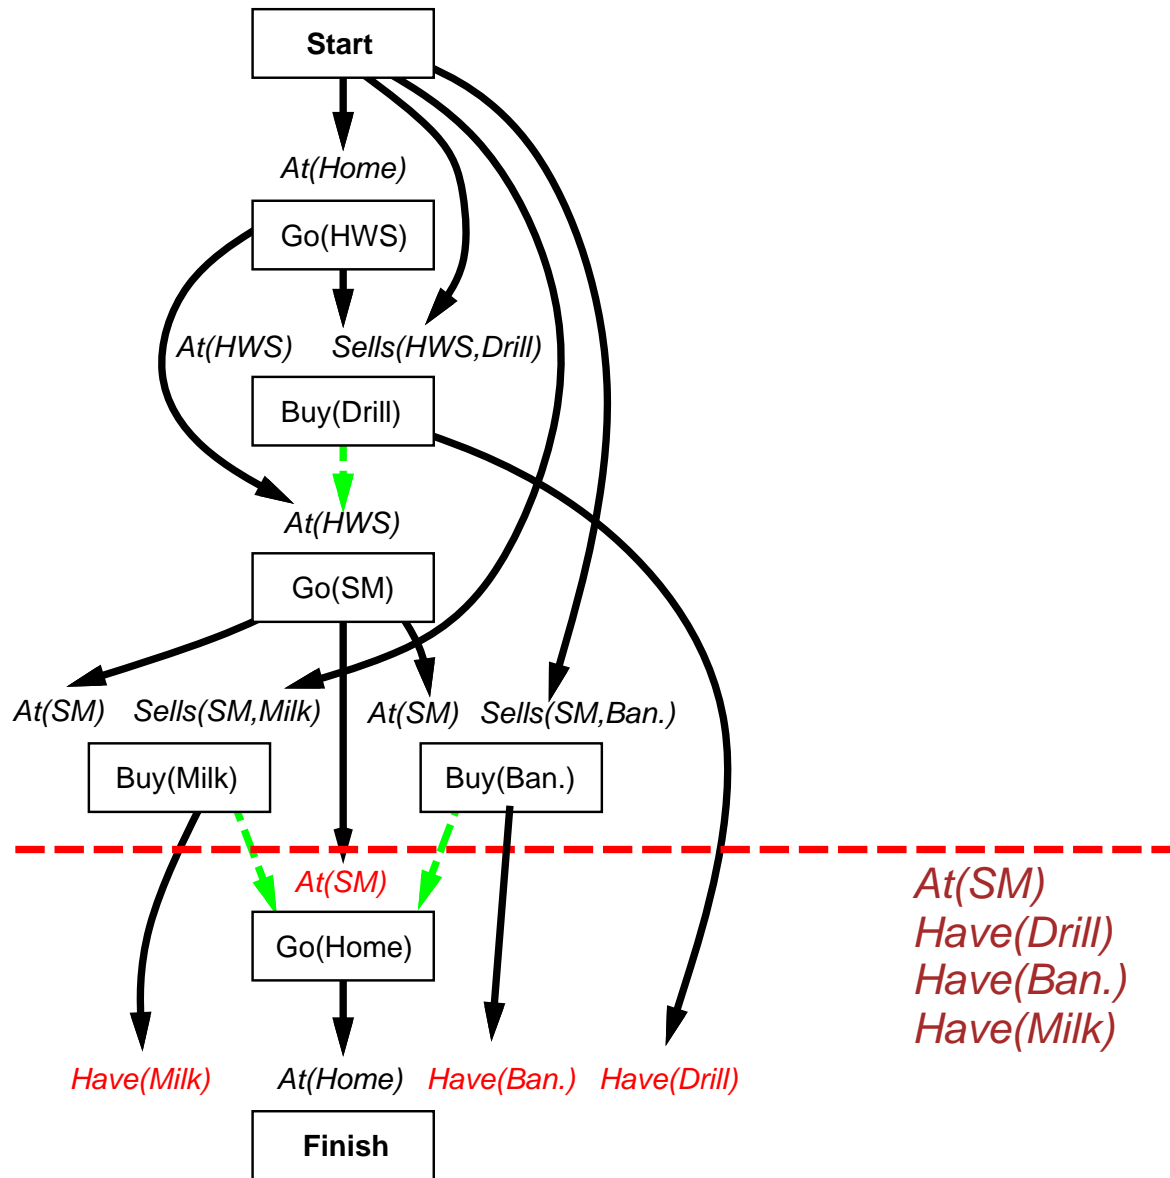 Start
At(Home)
Go(HWS)
At(HWS) Sells(HWS,Drill)
Buy(Drill)
At(HWS)
Go(SM)
At(SM) Sells(SM,Milk) At(SM) Sells(SM,Ban.)
Buy(Milk) Buy(Ban.)
At(SM)
Go(Home)
Have(Milk) At(Home) Have(Ban.) Have(Drill)
Finish
At(SM)
Have(Drill)
Have(Ban.)
Have(Milk)